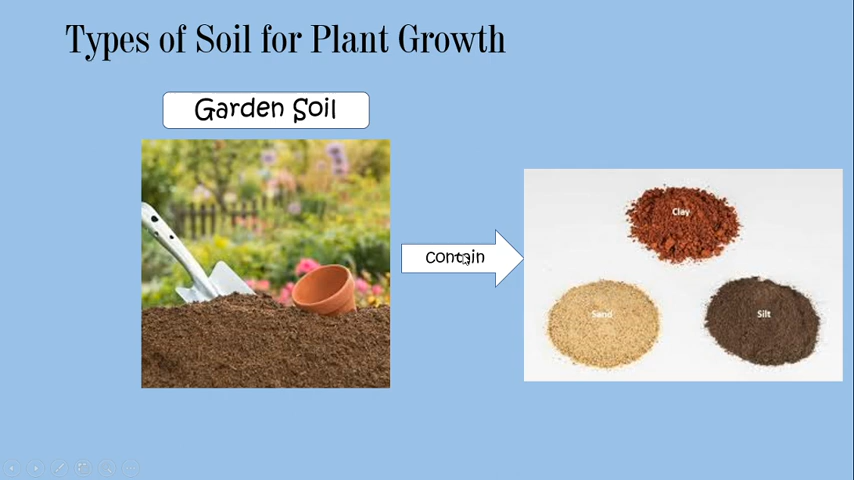 Types of Soil for Plant Growth
Garden Soil
contain
Clay
Sand
Silt